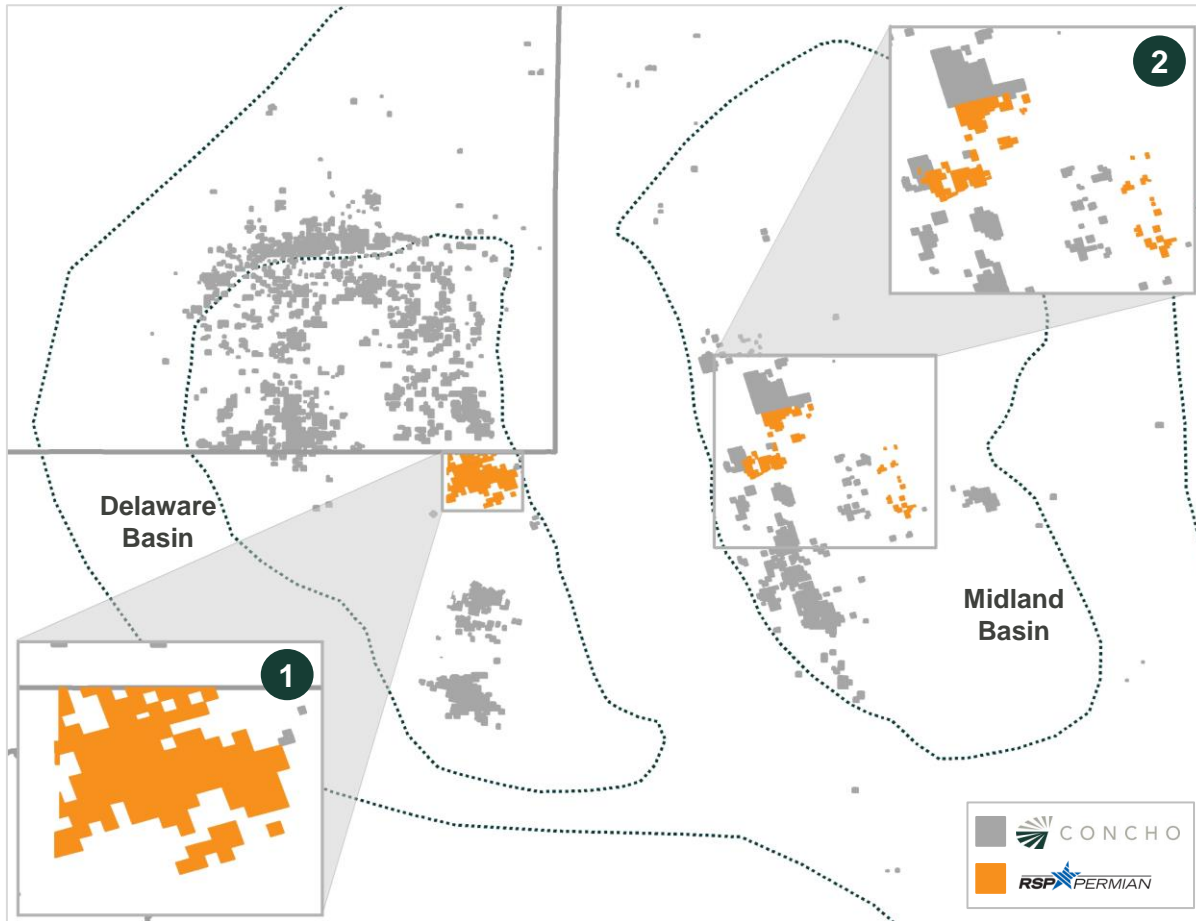 2
Delaware
Basin
Midland
Basin
1
CONCHO
RSP PERMIAN